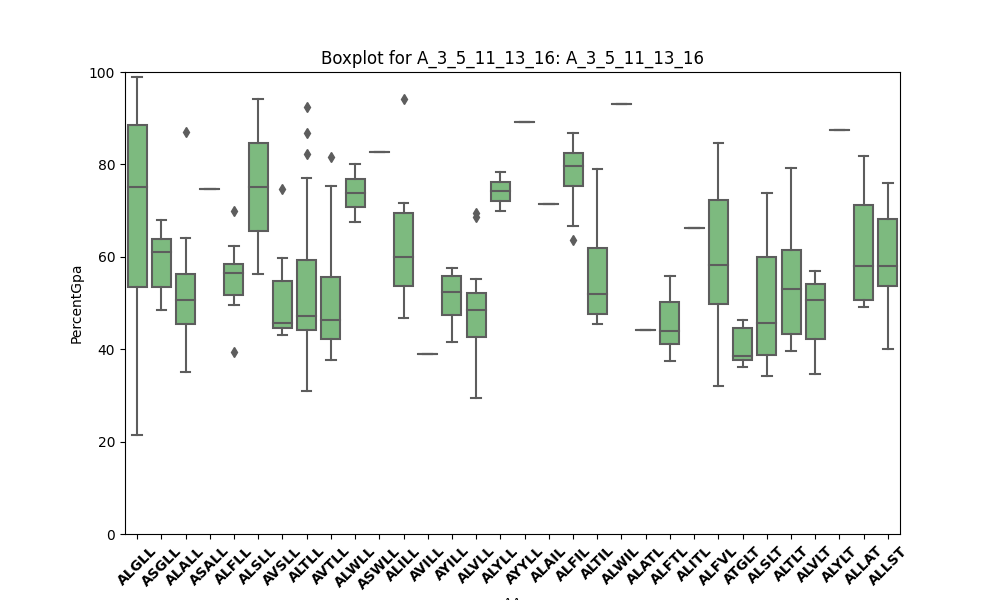 Boxplot for A_3_5_11_13_16: A_3_5_11_13_16
PercentGpa
100
80
60
40
20
0
ALGLL
ASGLL
ALALL
ASALL
ALFLL
ALSLL
AVSLL
ALTLL
AVTLL
ALWLL
ASWLL
ALILL
AVILL
AYILL
ALVLL
ALYLL
AYYLL
ALAIL
ALFIL
ALTIL
ALWIL
ALATL
ALFTL
ALITL
ALFVL
ATGLT
ALSLT
ALTLT
ALVLT
ALYLT
ALLAT
ALLST